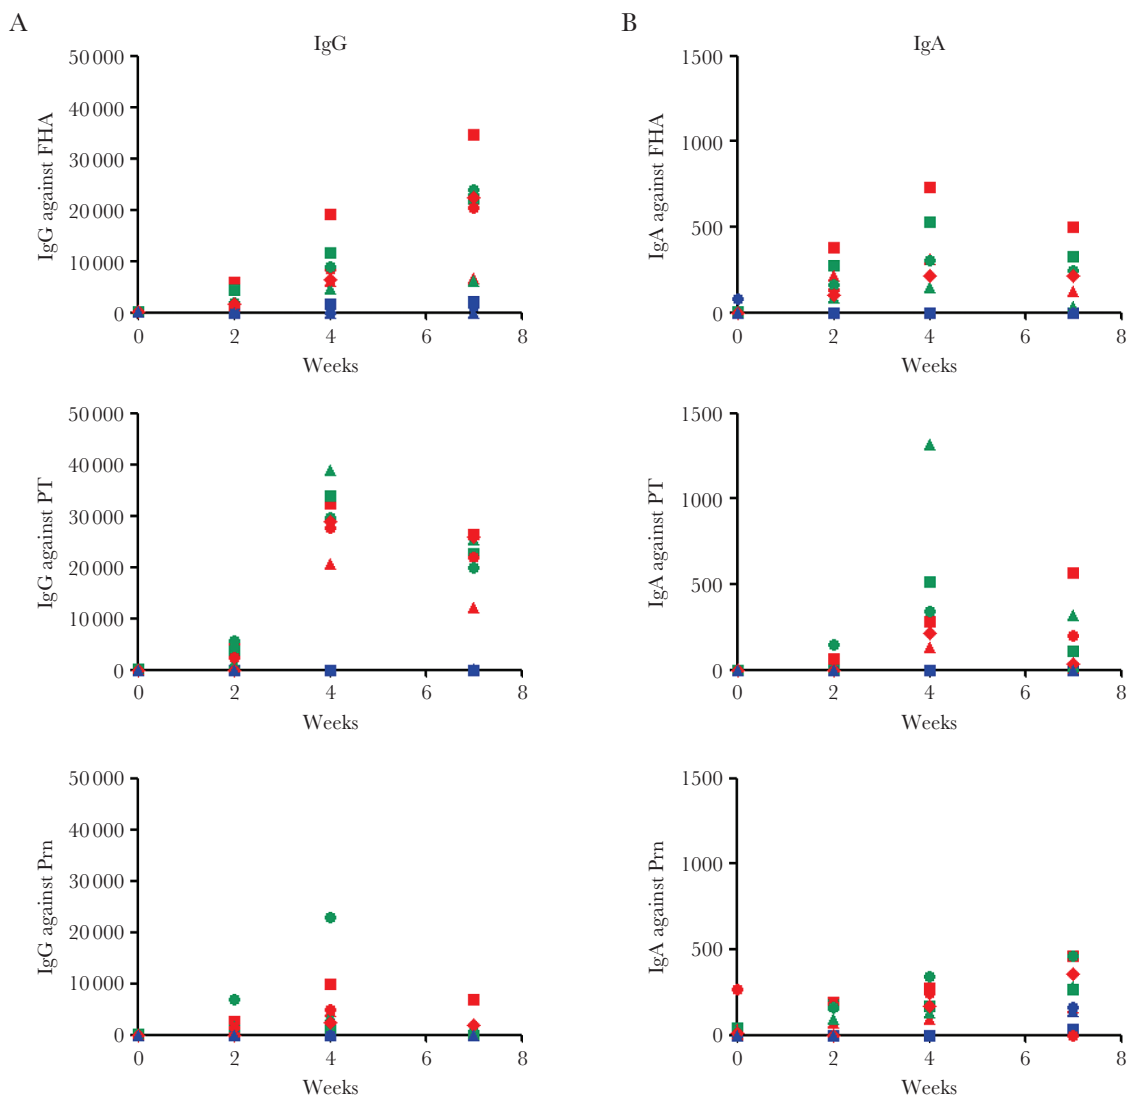 A
IgG
50 000
40 000
30 000
20 000
10 000
0
IgG against FHA
0 2 4 6 8
Weeks
50 000
40 000
30 000
20 000
10 000
0
IgG against PT
0 2 4 6 8
Weeks
50 000
40 000
30 000
20 000
10 000
0
IgG against Prn
0 2 4 6 8
Weeks
B
IgA
1500
1000
500
0
IgA against FHA
0 2 4 6 8
Weeks
1500
1000
500
0
IgA against PT
0 2 4 6 8
Weeks
1500
1000
500
0
IgA against Prn
0 2 4 6 8
Weeks